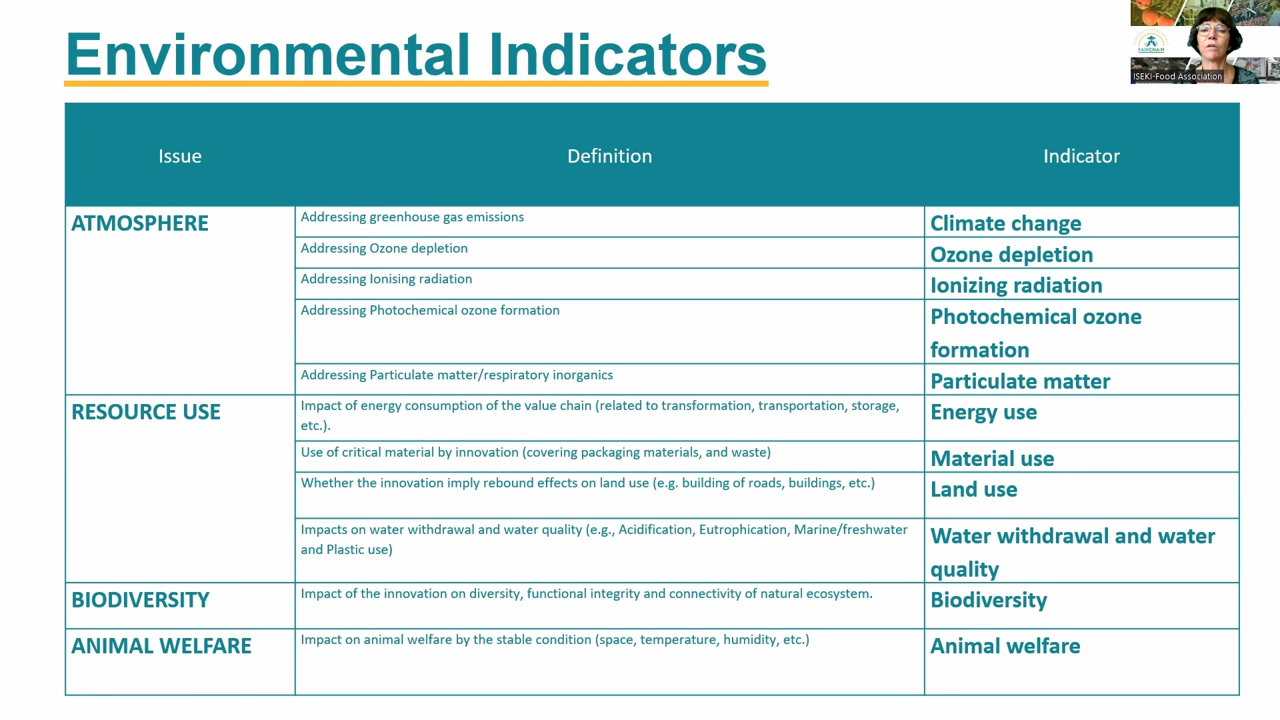 Environmental Indicators
FAIRCHAIN
ISEKI-Food Association
Issue
Definition
Indicator
ATMOSPHERE
Addressing greenhouse gas emissions
Climate change
Addressing Ozone depletion
Ozone depletion
Addressing Ionising radiation
Ionizing radiation
Addressing Photochemical ozone formation
Photochemical ozone
formation
Addressing Particulate matter/respiratory inorganics
Particulate matter
RESOURCE USE
Impact of energy consumption of the value chain (related to transformation, transportation, storage,
etc.).
Energy use
Use of critical material by innovation (covering packaging materials, and waste)
Material use
Whether the innovation imply rebound effects on land use (e.g. building of roads, buildings, etc.)
Land use
Impacts on water withdrawal and water quality (e.g., Acidification, Eutrophication, Marine/freshwater
and Plastic use)
Water withdrawal and water
quality
BIODIVERSITY
Impact of the innovation on diversity, functional integrity and connectivity of natural ecosystem.
Biodiversity
ANIMAL WELFARE
Impact on animal welfare by the stable condition (space, temperature, humidity, etc.)
Animal welfare